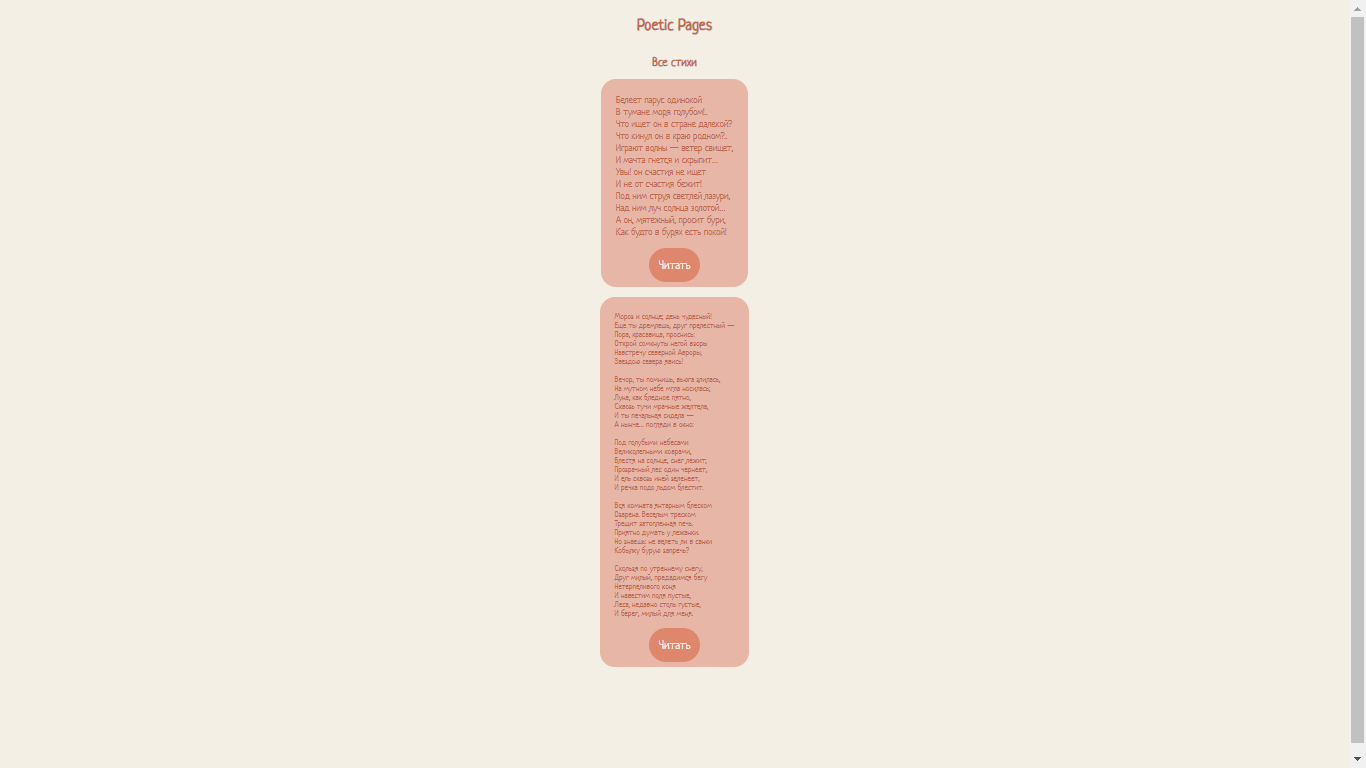 Poetic Pages
Все стихи
Белеет парус одинокой
В тумане моря голубом!..
Что ищет он в стране далекой?
Что кинул он в краю родном?..
Играют волны — ветер свищет,
И мачта гнется и скрыпит...
Увы! он счастия не ищет
И не от счастия бежит!
Под ним струя светлей лазури,
Над ним луч солнца золотой...
А он, мятежный, просит бури,
Как будто в бурях есть покой!
Читать
Мороз и солнце; день чудесный!
Еще ты дремлешь, друг прелестный —
Пора, красавица, проснись:
Открой сомкнуты негой взоры
Навстречу северной Авроры,
Звездою севера явись!
Вечор, ты помнишь, вьюга злилась,
На мутном небе мгла носилась;
Луна, как бледное пятно,
Сквозь тучи мрачные желтела,
И ты печальная сидела —
А нынче... погляди в окно:
Под голубыми небесами
Великолепными коврами,
Блестя на солнце, снег лежит;
Прозрачный лес один чернеет,
И ель сквозь иней зеленеет,
И речка подо льдом блестит.
Вся комната янтарным блеском
Озарена. Веселым треском
Трещит затопленная печь.
Приятно думать у лежанки.
Но знаешь: не велеть ли в санки
Кобылку бурую запречь?
Скользя по утреннему снегу,
Друг милый, предадимся бегу
Нетерпеливого коня
И навестим поля пустые,
Леса, недавно столь густые,
И берег, милый для меня.
Читать